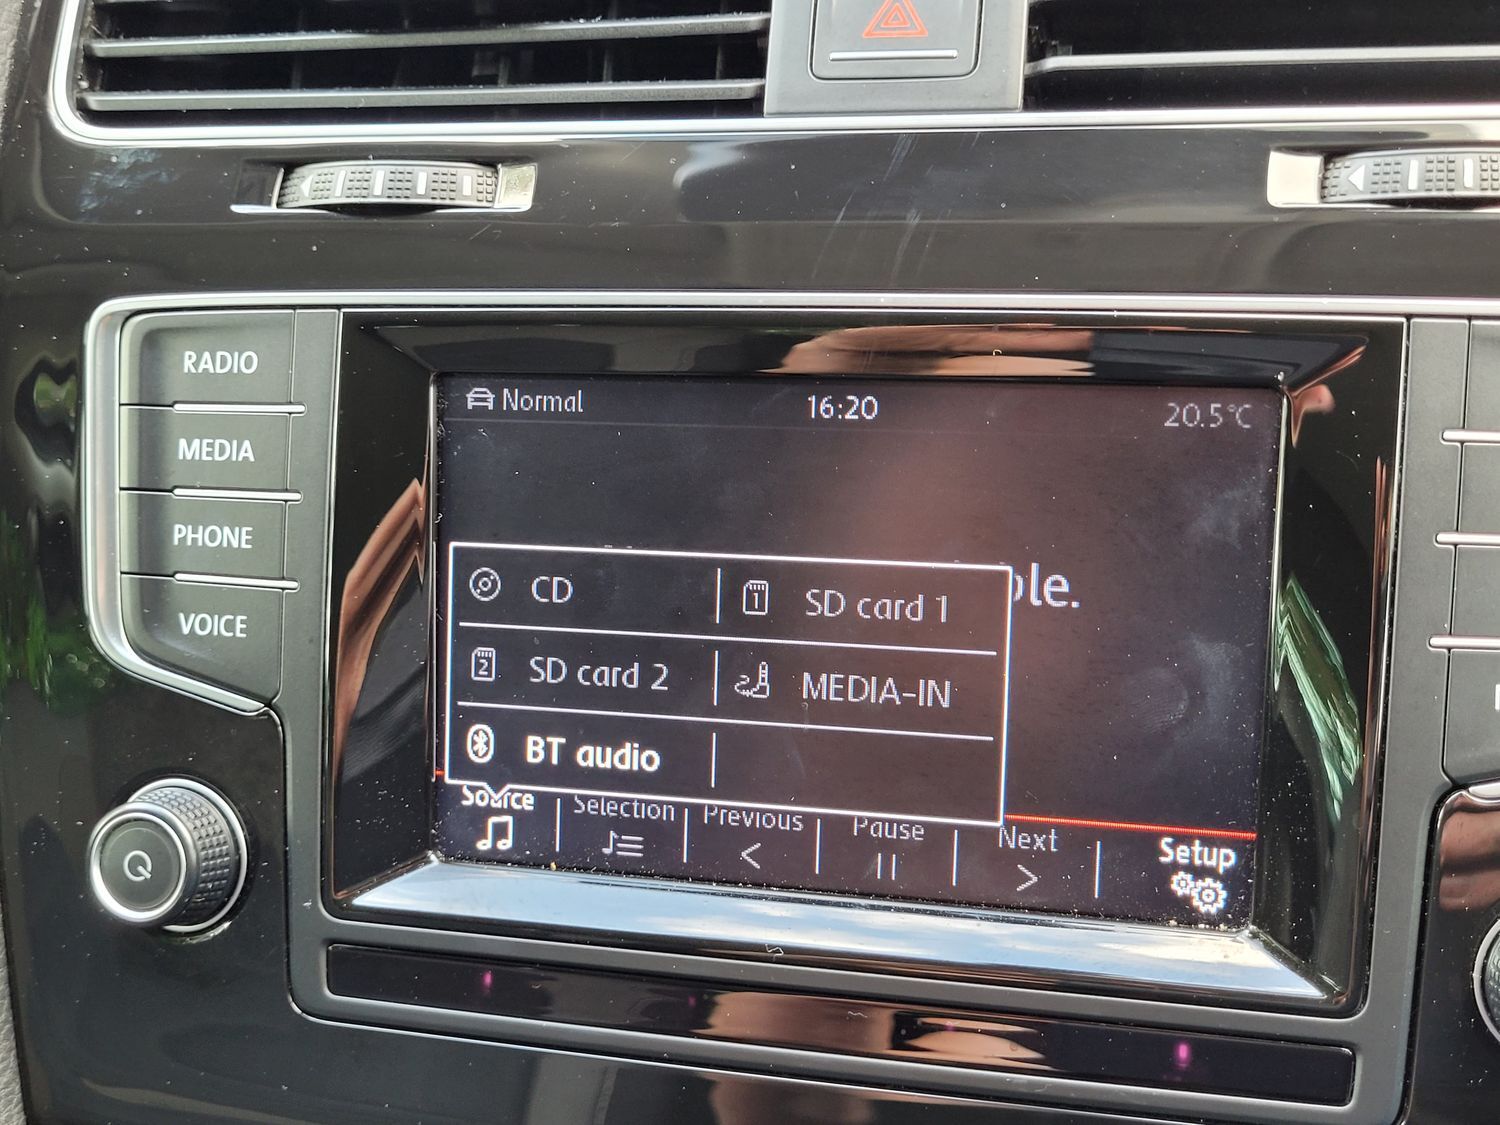 RADIO
MEDIA
PHONE
VOICE
Normal 16:20 20.5°C
CD SD card 1
SD card 2 MEDIA-IN
BT audio
Source Selection Previous Pause Next Setup